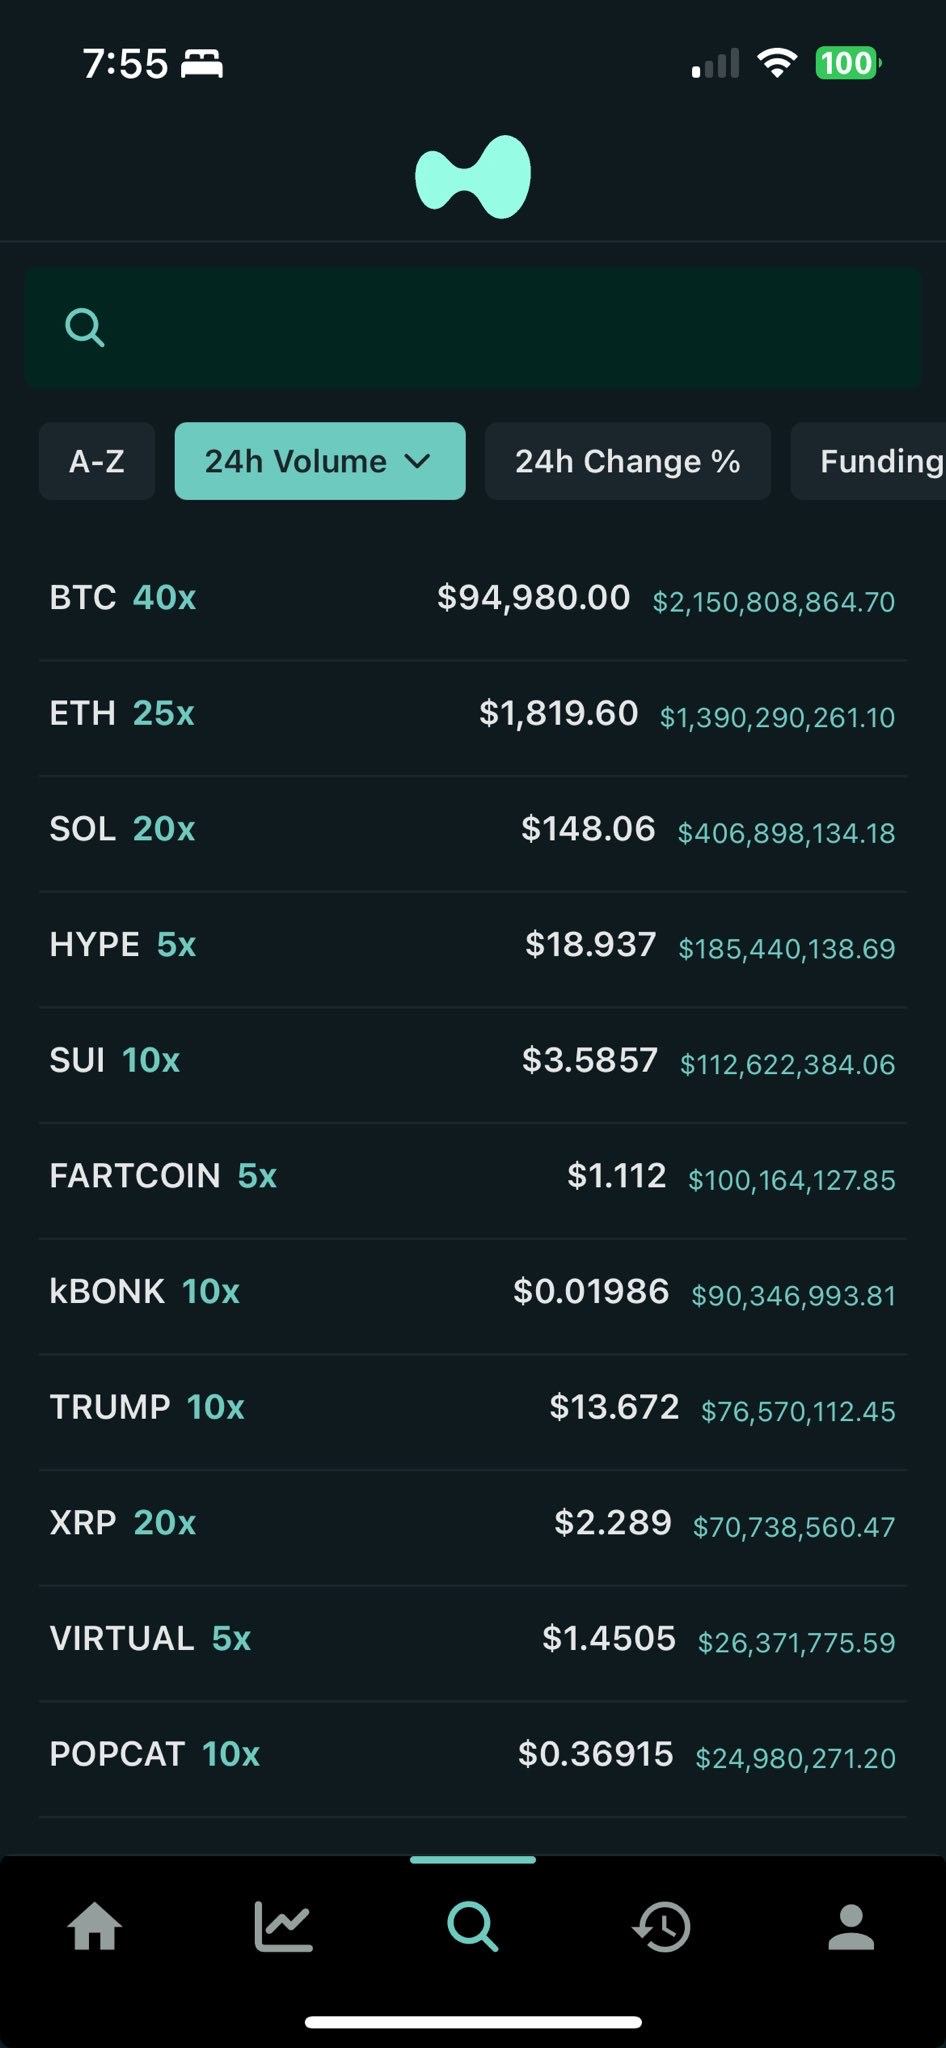 7:55 100
A-Z 24h Volume 24h Change % Funding
BTC 40x $94,980.00 $2,150,808,864.70
ETH 25x $1,819.60 $1,390,290,261.10
SOL 20x $148.06 $406,898,134.18
HYPE 5x $18.937 $185,440,138.69
SUI 10x $3.5857 $112,622,384.06
FARTCOIN 5x $1.112 $100,164,127.85
kBONK 10x $0.01986 $90,346,993.81
TRUMP 10x $13.672 $76,570,112.45
XRP 20x $2.289 $70,738,560.47
VIRTUAL 5x $1.4505 $26,371,775.59
POPCAT 10x $0.36915 $24,980,271.20